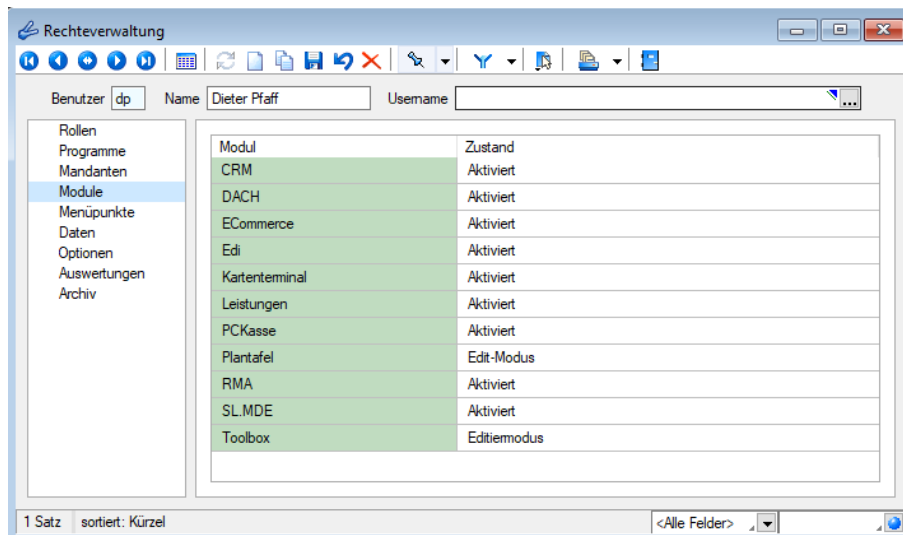 Rechteverwaltung
Benutzer dp Name Dieter Pfaff Username ...
Rollen
Programme
Mandanten
Module
Menüpunkte
Daten
Optionen
Auswertungen
Archiv
Modul Zustand
CRM Aktiviert
DACH Aktiviert
ECommerce Aktiviert
Edi Aktiviert
Kartenterminal Aktiviert
Leistungen Aktiviert
PCKasse Aktiviert
Plantafel Edit-Modus
RMA Aktiviert
SL.MDE Aktiviert
Toolbox Editiermodus
1 Satz sortiert: Kürzel <Alle Felder>